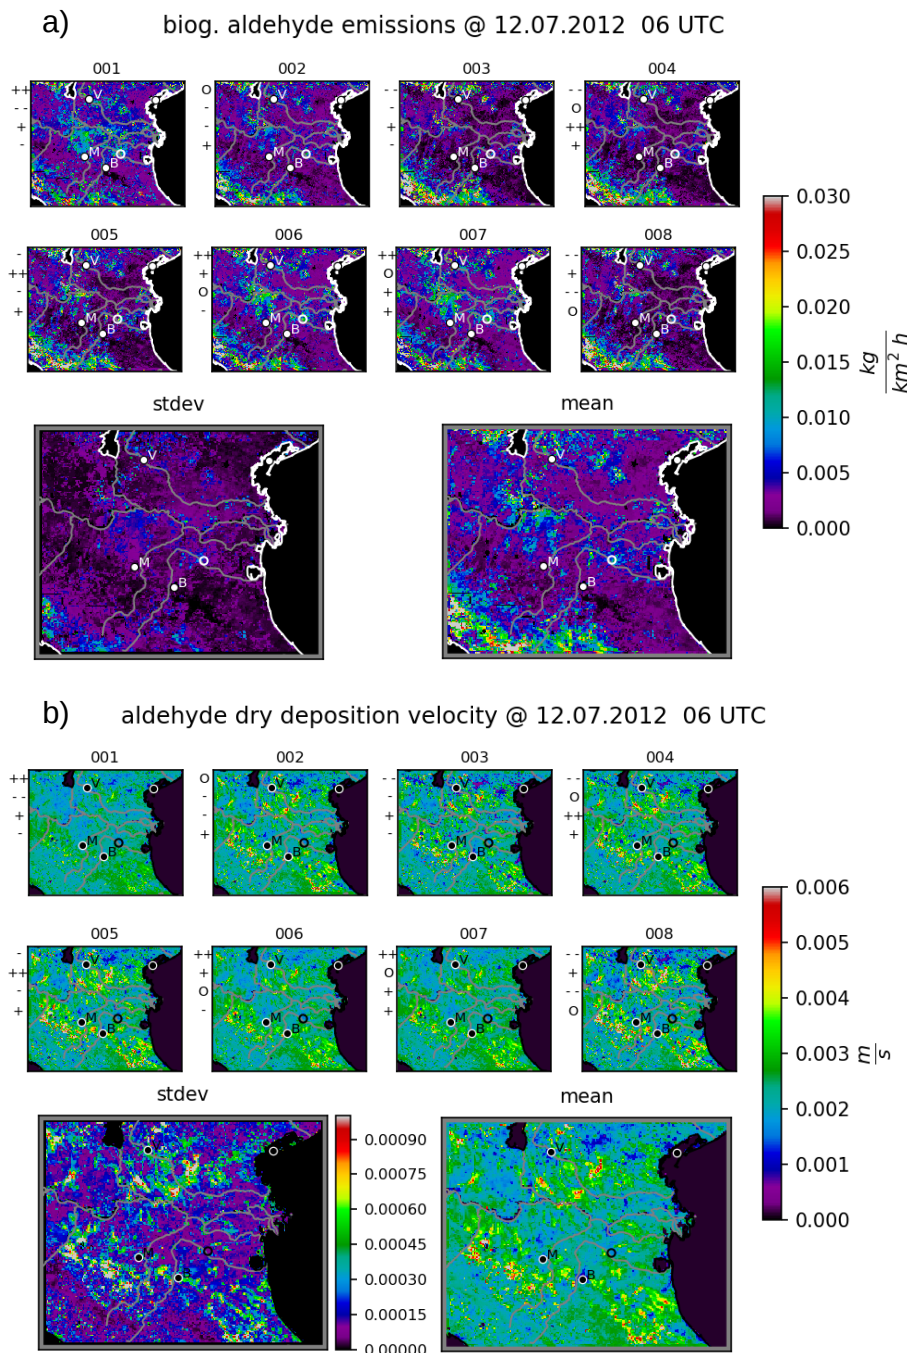 a) biog. aldehyde emissions @ 12.07.2012 06 UTC
001 002 003 004
++ O -- --
-- - - O
+ - + ++
- + - +
V
M
B
005 006 007 008
- ++ ++ --
++ + O +
- O + --
+ - - O
V V V V
M M M M
B B B B
0.030
0.025
0.020
0.015
0.010
0.005
0.000
kg
km² h
stdev mean
V V
M M
B B
b) aldehyde dry deposition velocity @ 12.07.2012 06 UTC
001 002 003 004
++ O -- --
-- - - O
+ - + ++
- + - +
V V V V
M M M M
B B B B
005 006 007 008
- ++ ++ --
++ + O +
- O + --
+ - - O
V V V V
M M M M
B B B B
0.006
0.005
0.004
0.003
0.002
0.001
0.000
m
s
stdev mean
0.00090
0.00075
0.00060
0.00045
0.00030
0.00015
0.00000
V
M M
B